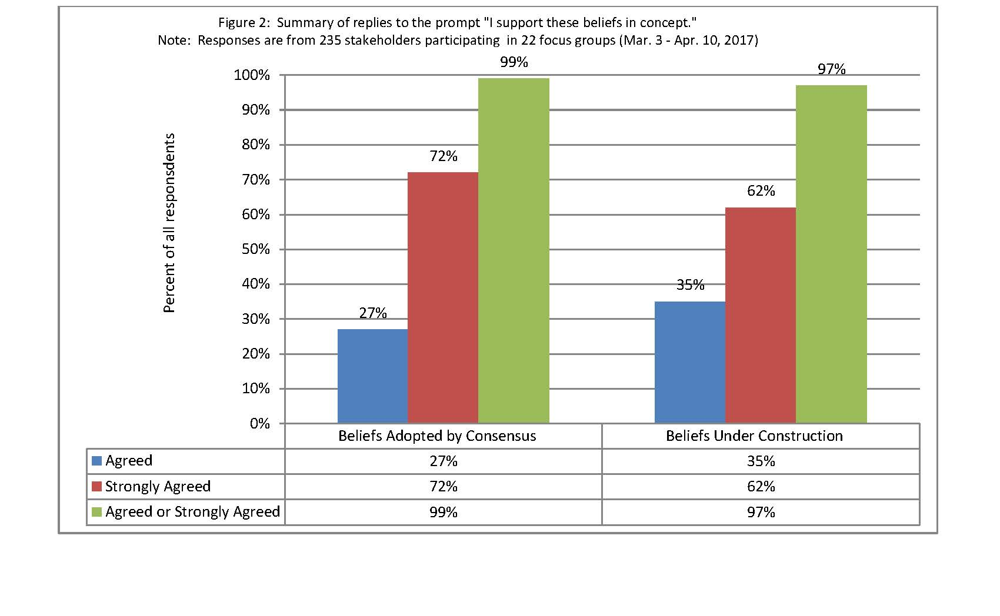 Figure 2:  Summary of replies to the prompt "I support these beliefs in concept."
Note:  Responses are from 235 stakeholders participating  in 22 focus groups (Mar. 3 - Apr. 10, 2017)
99%
97%
100%
90%
80%
72%
70%
62%
60%
50%
40%
35%
30%
27%
20%
10%
0%
Percent of all responsdents
Beliefs Adopted by Consensus
Beliefs Under Construction
Agreed 27% 35%
Strongly Agreed 72% 62%
Agreed or Strongly Agreed 99% 97%